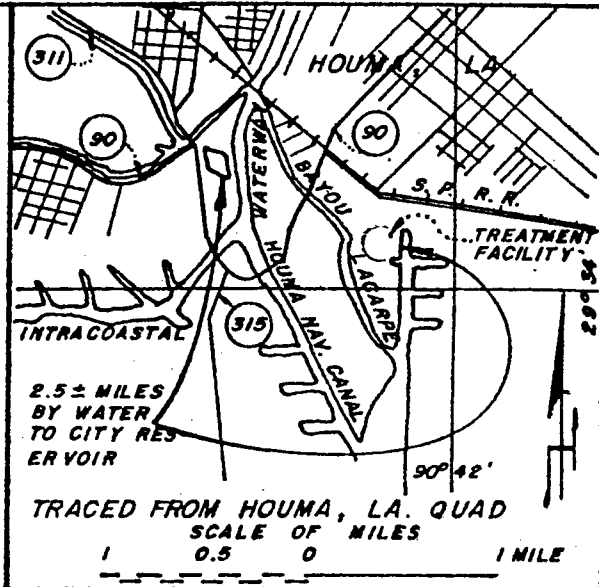 311
HOUMA, LA
90
90
WATERWAY
BAYOU
S. P. R. R.
TREATMENT
FACILITY
LACARPE
HOUMA NAV. CANAL
29° 34'
INTRACOASTAL
315
2.5 ± MILES
BY WATER
TO CITY RES
ERVOIR
90° 42'
TRACED FROM HOUMA, LA. QUAD
SCALE OF MILES
1 0.5 0 1 MILE